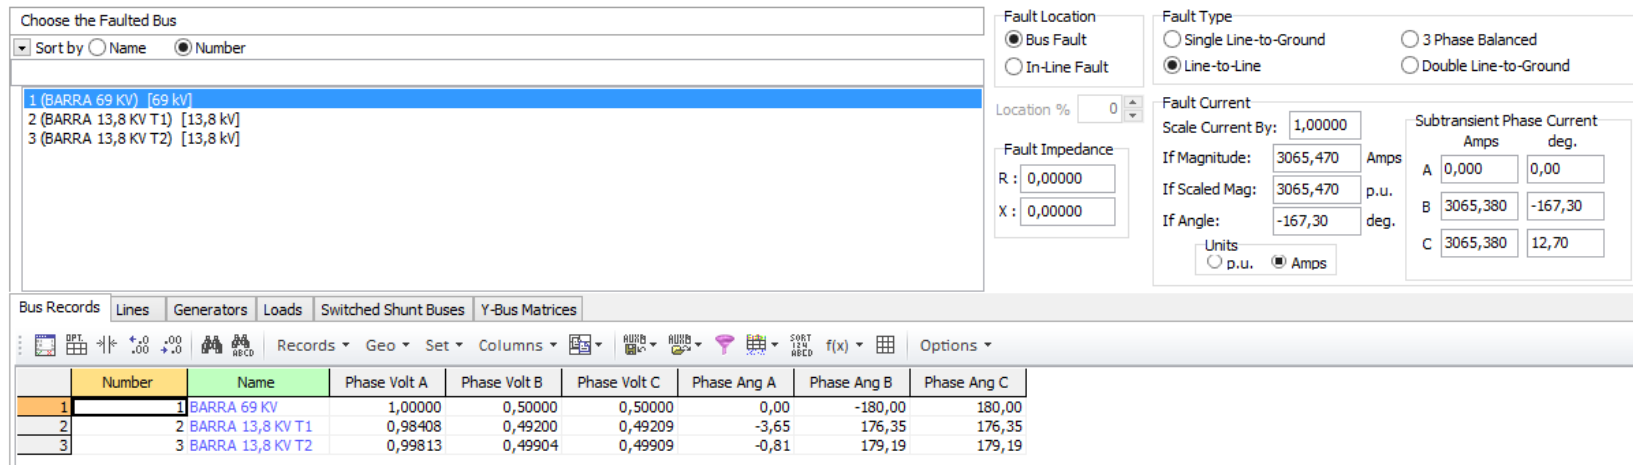 Choose the Faulted Bus
Sort by Name Number
1 (BARRA 69 KV) [69 kV]
2 (BARRA 13,8 KV T1) [13,8 kV]
3 (BARRA 13,8 KV T2) [13,8 kV]
Fault Location
Bus Fault
In-Line Fault
Location % 0
Fault Impedance
R : 0,00000
X : 0,00000
Fault Type
Single Line-to-Ground 3 Phase Balanced
Line-to-Line Double Line-to-Ground
Fault Current
Scale Current By: 1,00000
If Magnitude: 3065,470 Amps
If Scaled Mag: 3065,470 p.u.
If Angle: -167,30 deg.
Units
p.u. Amps
Subtransient Phase Current
Amps deg.
A 0,000 0,00
B 3065,380 -167,30
C 3065,380 12,70
Bus Records Lines Generators Loads Switched Shunt Buses Y-Bus Matrices
Records Geo Set Columns f(x) Options
Number Name Phase Volt A Phase Volt B Phase Volt C Phase Ang A Phase Ang B Phase Ang C
1 1 BARRA 69 KV 1,00000 0,50000 0,50000 0,00 -180,00 180,00
2 2 BARRA 13,8 KV T1 0,98408 0,49200 0,49209 -3,65 176,35 176,35
3 3 BARRA 13,8 KV T2 0,99813 0,49904 0,49909 -0,81 179,19 179,19